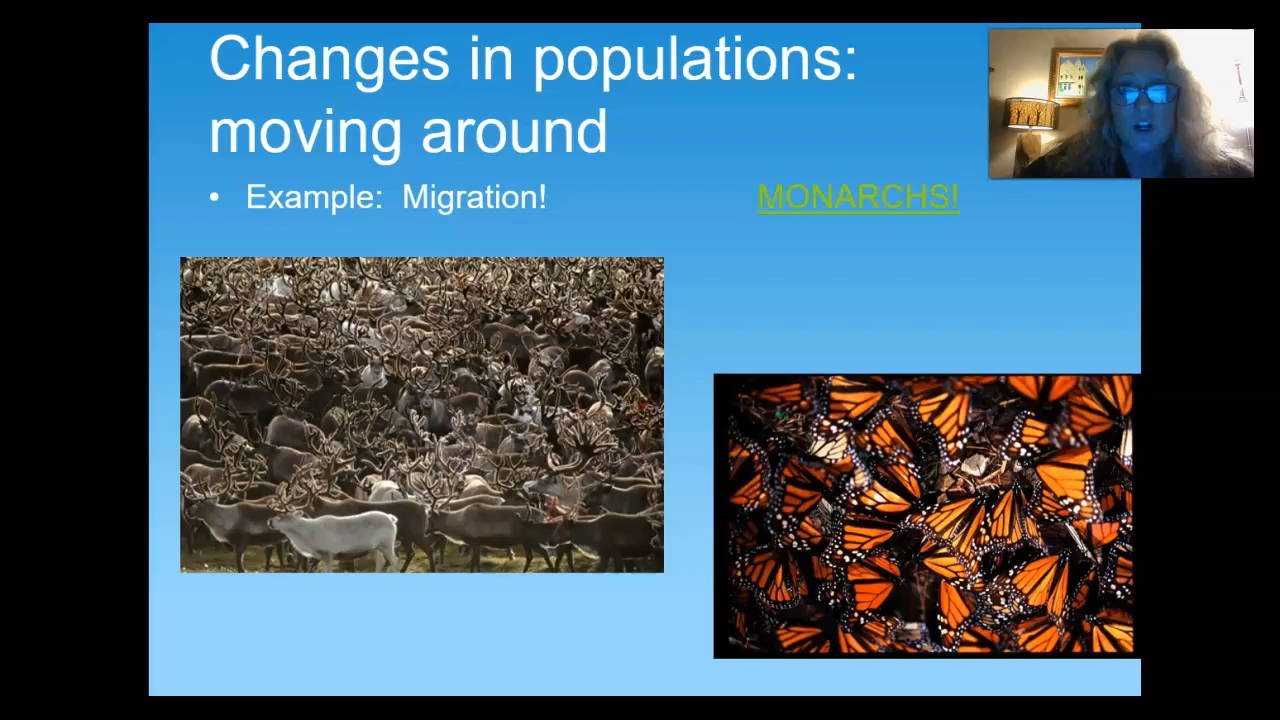 Changes in populations:
moving around
• Example: Migration!
MONARCHS!